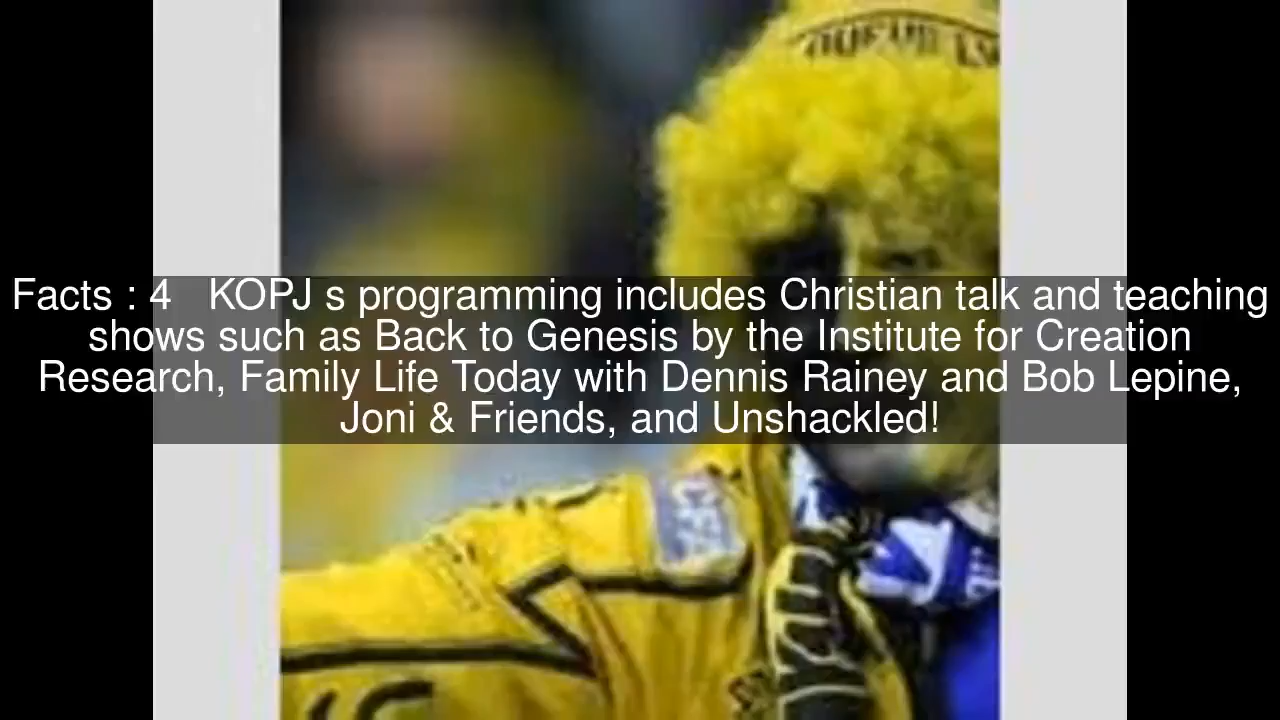 Facts : 4 KOPJ s programming includes Christian talk and teaching
shows such as Back to Genesis by the Institute for Creation
Research, Family Life Today with Dennis Rainey and Bob Lepine,
Joni & Friends, and Unshackled!